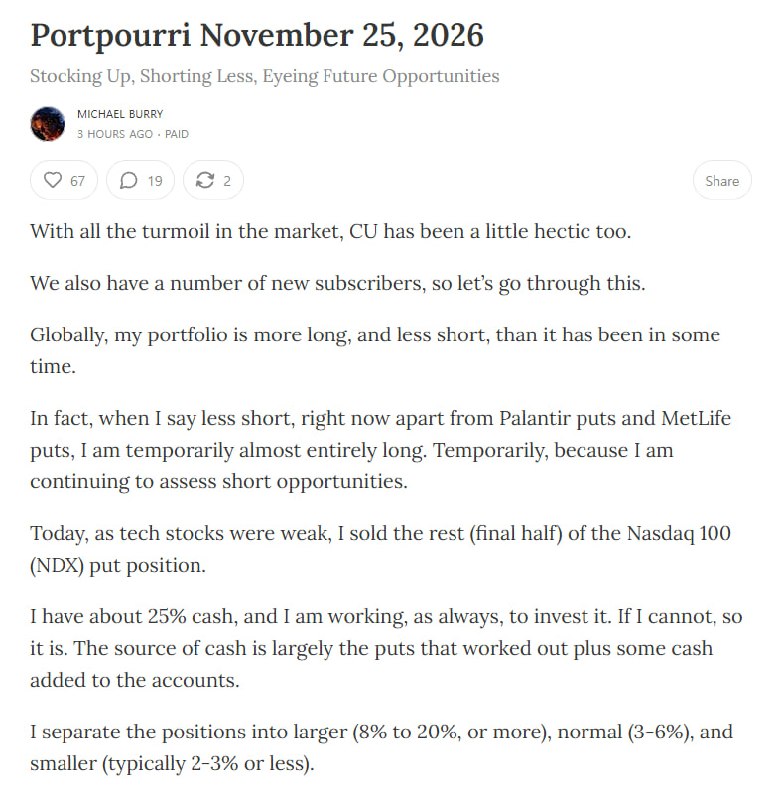 Portpourri November 25, 2026
Stocking Up, Shorting Less, Eyeing Future Opportunities
MICHAEL BURRY
3 HOURS AGO · PAID
67 19 2 Share
With all the turmoil in the market, CU has been a little hectic too.
We also have a number of new subscribers, so let’s go through this.
Globally, my portfolio is more long, and less short, than it has been in some
time.
In fact, when I say less short, right now apart from Palantir puts and MetLife
puts, I am temporarily almost entirely long. Temporarily, because I am
continuing to assess short opportunities.
Today, as tech stocks were weak, I sold the rest (final half) of the Nasdaq 100
(NDX) put position.
I have about 25% cash, and I am working, as always, to invest it. If I cannot, so
it is. The source of cash is largely the puts that worked out plus some cash
added to the accounts.
I separate the positions into larger (8% to 20%, or more), normal (3-6%), and
smaller (typically 2-3% or less).